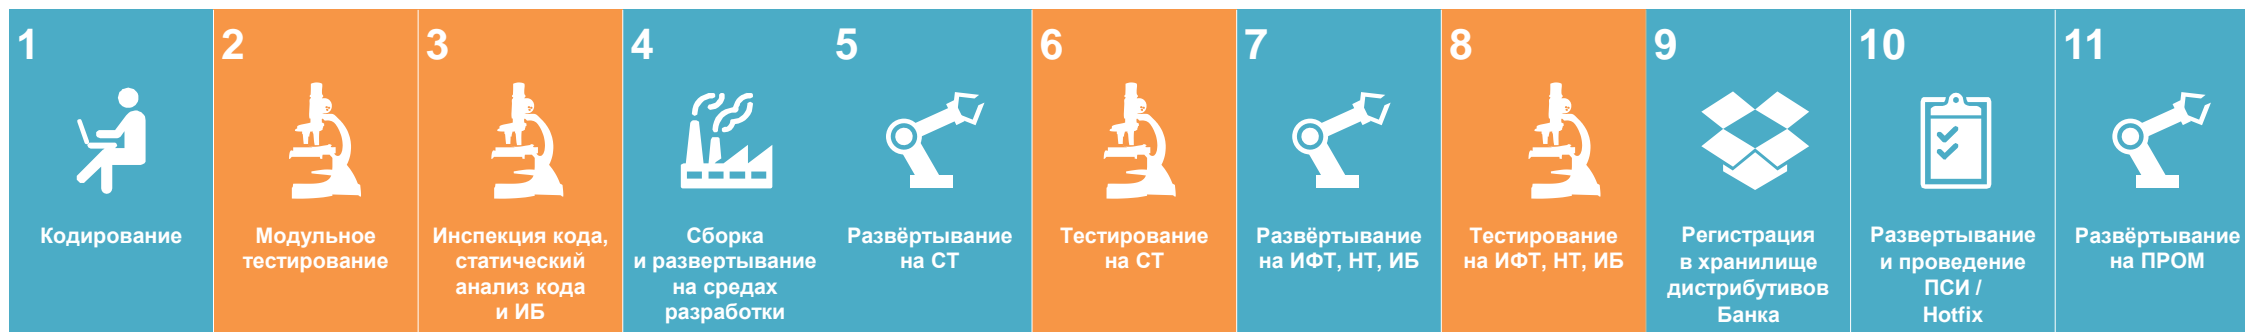 1
Кодирование
2
Модульное
тестирование
3
Инспекция кода,
статический
анализ кода
и ИБ
4
Сборка
и развертывание
на средах
разработки
5
Развёртывание
на СТ
6
Тестирование
на СТ
7
Развёртывание
на ИФТ, НТ, ИБ
8
Тестирование
на ИФТ, НТ, ИБ
9
Регистрация
в хранилище
дистрибутивов
Банка
10
Развертывание
и проведение
ПСИ /
Hotfix
11
Развёртывание
на ПРОМ